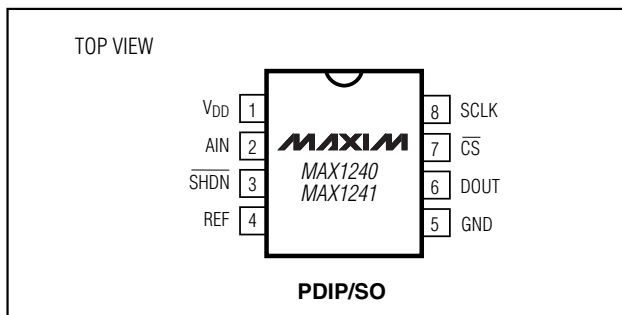 TOP VIEW
VDD 1
AIN 2
SHDN 3
REF 4
MAXIM
MAX1240
MAX1241
8 SCLK
7 CS
6 DOUT
5 GND
PDIP/SO